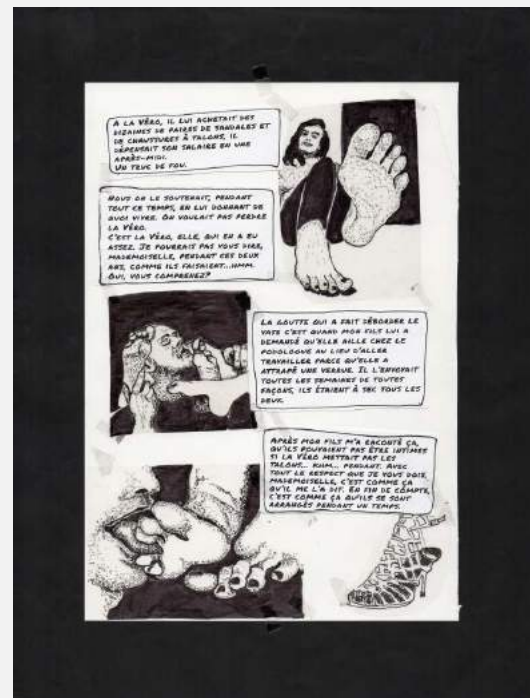 A LA VÉRO, IL LUI ACHETAIT DES
DIZAINES DE PAIRES DE SANDALES ET
DE CHAUSSURES À TALONS, IL
DÉPENSAIT SON SALAIRE EN UNE
APRÈS-MIDI.
UN TRUC DE FOU.
NOUS ON LE SOUTENAIT, PENDANT
TOUT CE TEMPS, EN LUI DONNANT DE
QUOI VIVRE. ON VOULAIT PAS PERDRE
LA VÉRO.
C'EST LA VÉRO, ELLE, QUI EN A EU
ASSEZ. JE POURRAIS PAS VOUS DIRE,
MADEMOISELLE, PENDANT CES DEUX
ANS, COMME ILS FAISAIENT...HMM.
OUI, VOUS COMPRENEZ?
LA GOUTTE QUI A FAIT DÉBORDER LE
VASE C'EST QUAND MON FILS LUI A
DEMANDÉ QU'ELLE AILLE CHEZ LE
PODOLOGUE AU LIEU D'ALLER
TRAVAILLER PARCE QU'ELLE A
ATTRAPÉ UNE VERRUE. IL L'ENVOYAIT
TOUTES LES SEMAINES DE TOUTES
FAÇONS, ILS ÉTAIENT À SEC TOUS LES
DEUX.
APRÈS MON FILS M'A RACONTÉ ÇA,
QU'ILS POUVAIENT PAS ÊTRE INTIMES
SI LA VÉRO METTAIT PAS LES
TALONS... KHM... PENDANT. AVEC
TOUT LE RESPECT QUE JE VOUS DOIS,
MADEMOISELLE, C'EST COMME ÇA
QU'IL ME L'A DIT. EN FIN DE COMPTE,
C'EST COMME ÇA QU'ILS SE SONT
ARRANGÉS PENDANT UN TEMPS.